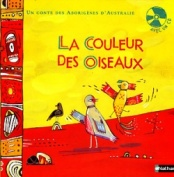 UN CONTE DES ABORIGÈNES D'AUSTRALIE
LA COULEUR
DES OISEAUX
Nathan